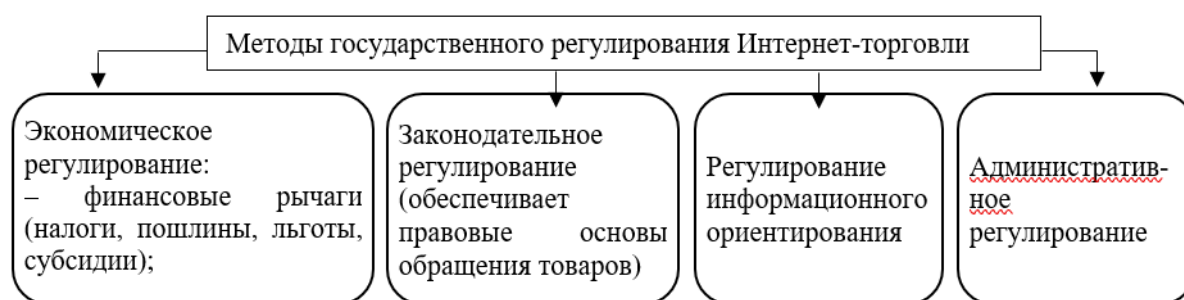 Методы государственного регулирования Интернет-торговли
Экономическое
регулирование:
– финансовые рычаги
(налоги, пошлины, льготы,
субсидии);
Законодательное
регулирование
(обеспечивает
правовые основы
обращения товаров)
Регулирование
информационного
ориентирования
Административ-
ное
регулирование